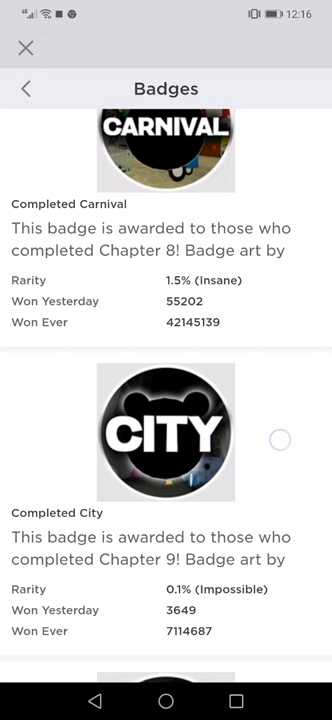 12:16
Badges
CARNIVAL
Completed Carnival
This badge is awarded to those who
completed Chapter 8! Badge art by
Rarity 1.5% (Insane)
Won Yesterday 55202
Won Ever 42145139
CITY
Completed City
This badge is awarded to those who
completed Chapter 9! Badge art by
Rarity 0.1% (Impossible)
Won Yesterday 3649
Won Ever 7114687